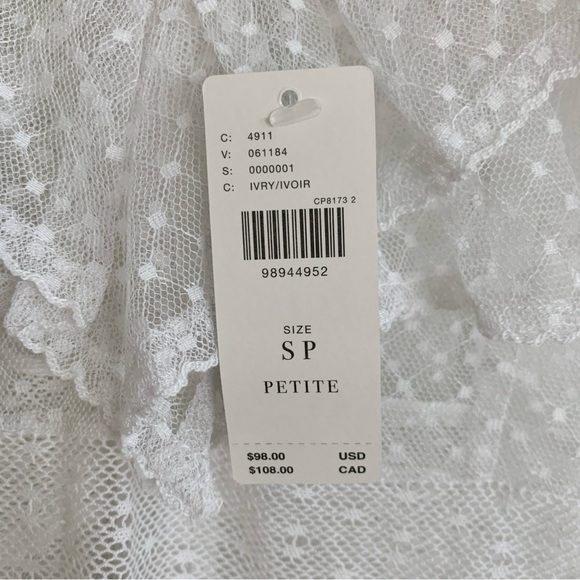 C: 4911
V: 061184
S: 0000001
C: IVRY/IVOIR
CP8173 2
98944952
SIZE
SP
PETITE
$98.00 USD
$108.00 CAD